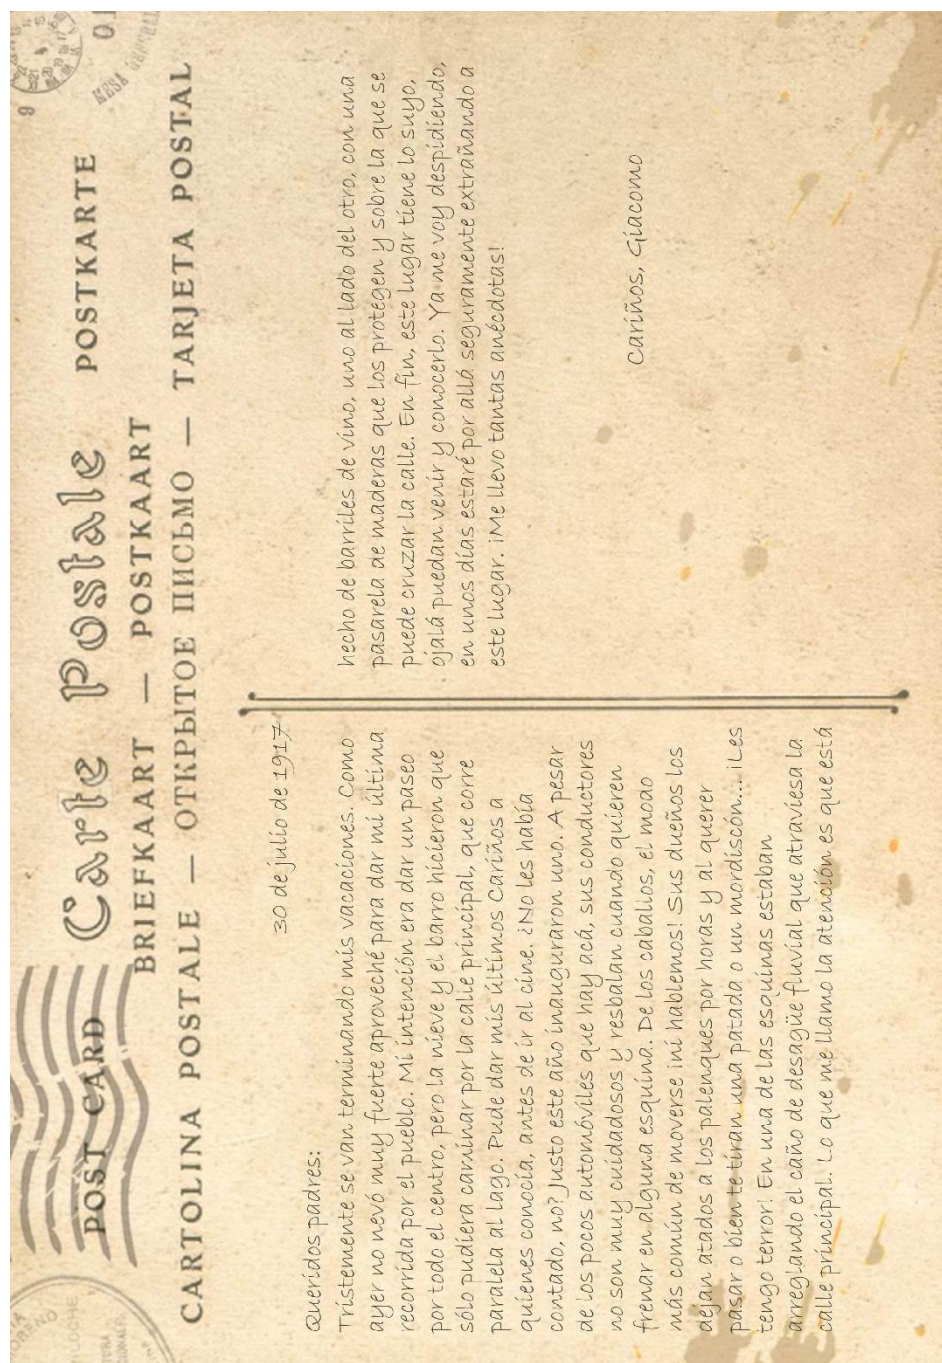 POST CARD Carte Postale POSTKARTE
BRIEFKAART — POSTKAART
CARTOLINA POSTALE — ОТКРЫТОЕ ПИСЬМО — TARJETA POSTAL
MESA
30 de julio de 1917
Queridos padres:
Tristemente se van terminando mis vacaciones. Como
ayer no nevó muy fuerte aproveché para dar mi última
recorrida por el pueblo. Mi intención era dar un paseo
por todo el centro, pero la nieve y el barro hicieron que
sólo pudiera caminar por la calle principal, que corre
paralela al lago. Pude dar mis últimos Cariños a
quienes conocía, antes de ir al cine. ¿No les había
contado, no? Justo este año inauguraron uno. A pesar
de los pocos automóviles que hay acá, sus conductores
no son muy cuidadosos y resbalan cuando quieren
frenar en alguna esquina. De los caballos, el modo
más común de moverse ¡ni hablemos! Sus dueños los
dejan atados a los palenques por horas y al querer
pasar o bien te tiran una patada o un mordiscón... ¡Les
tengo terror! En una de las esquinas estaban
arreglando el caño de desagüe fluvial que atraviesa la
calle principal. Lo que me llamo la atención es que está
hecho de barriles de vino, uno al lado del otro, con una
pasarela de maderas que los protegen y sobre la que se
puede cruzar la calle. En fin, este lugar tiene lo suyo,
ojalá puedan venir y conocerlo. Ya me voy despidiendo,
en unos días estaré por allá seguramente extrañando a
este lugar. ¡Me llevo tantas anécdotas!
Cariños, Giacomo